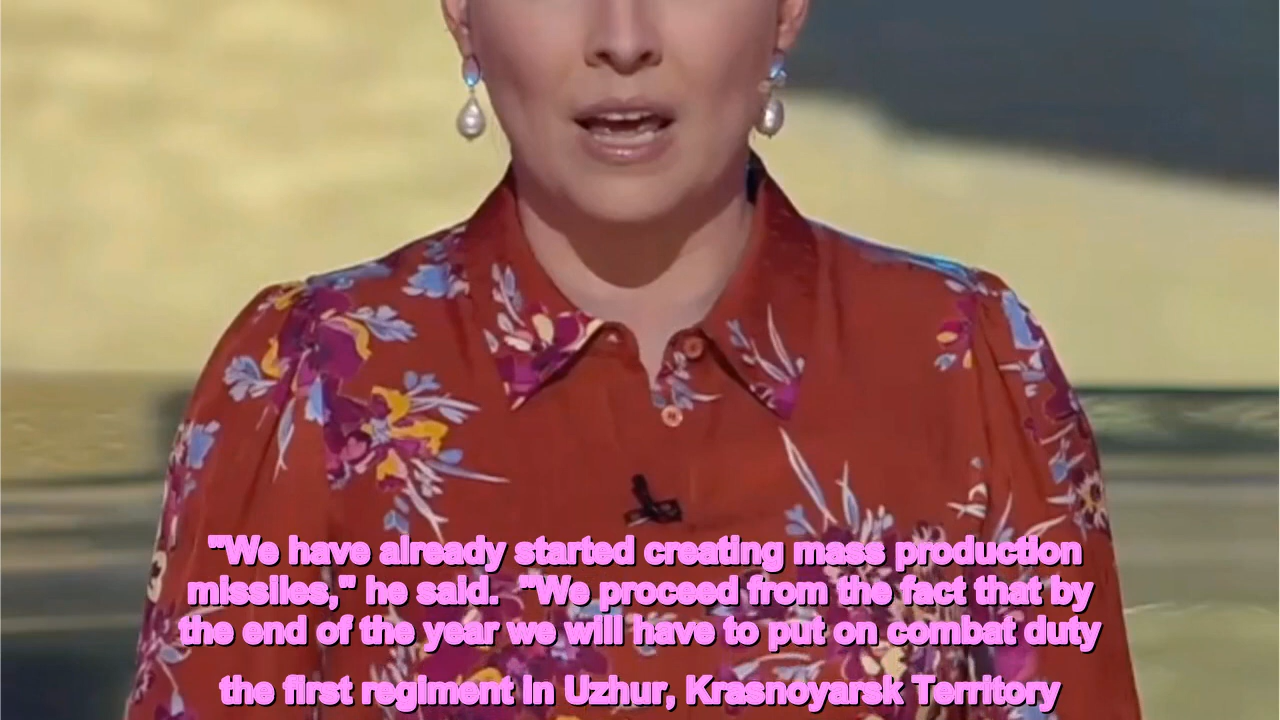 "We have already started creating mass production
missiles," he said.  "We proceed from the fact that by
the end of the year we will have to put on combat duty
the first regiment in Uzhur, Krasnoyarsk Territory